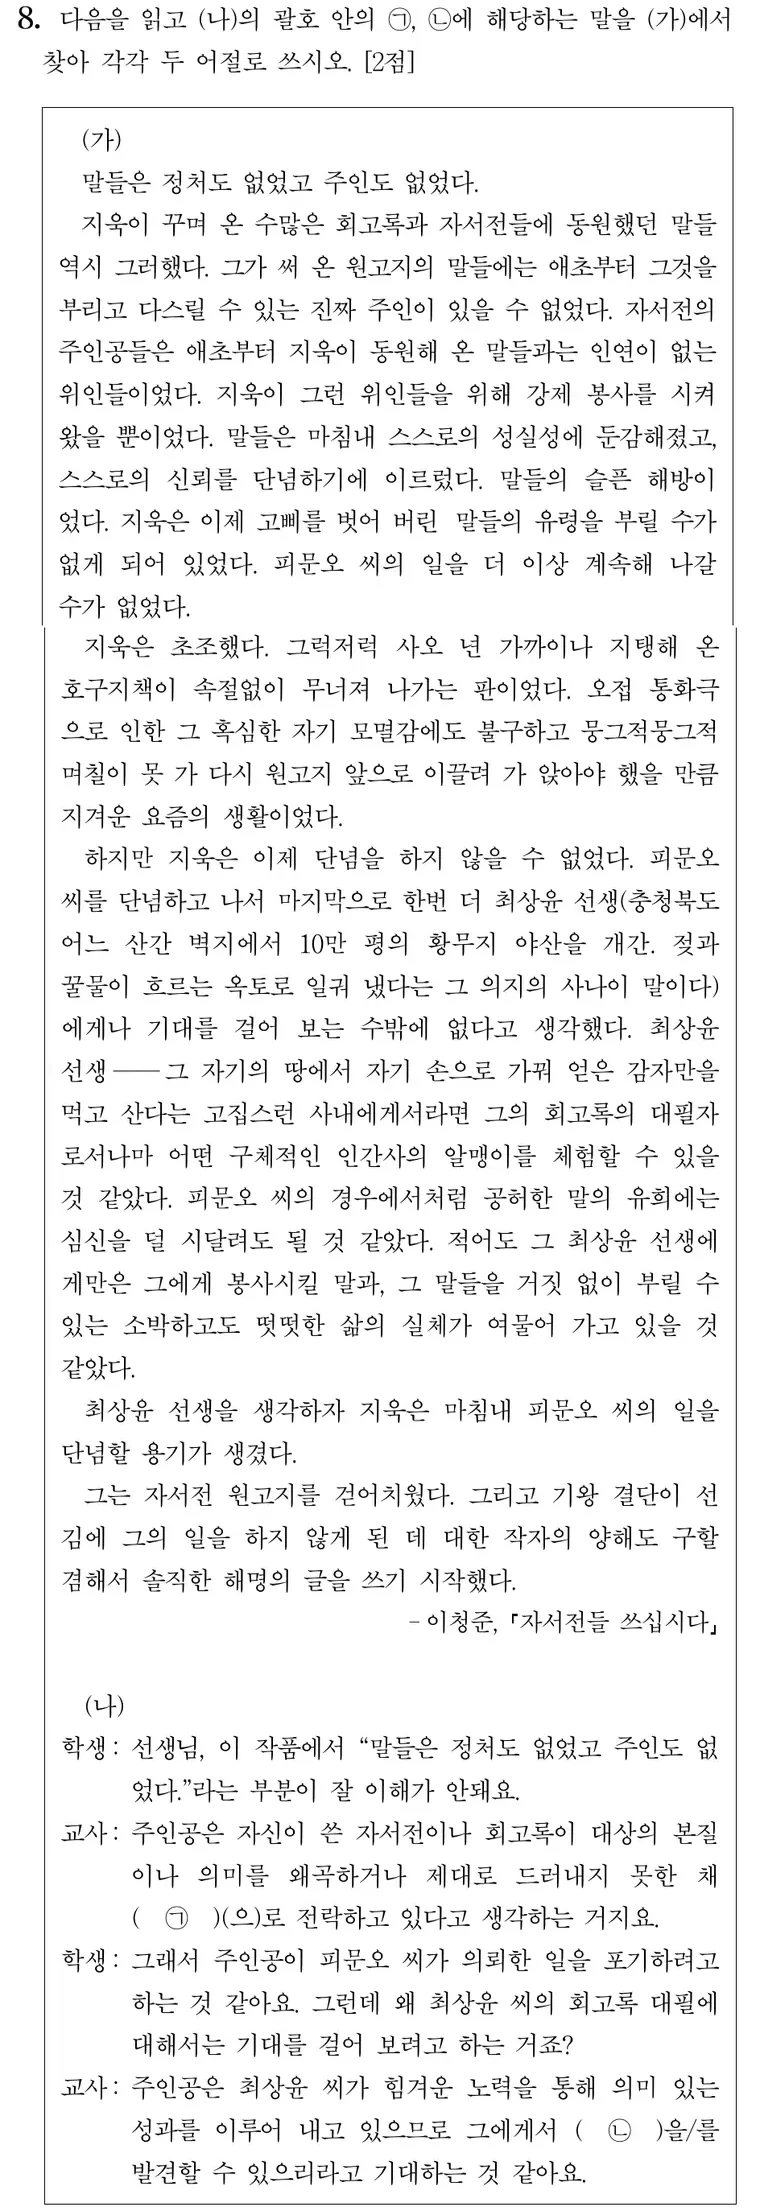 8. 다음을 읽고 (나)의 괄호 안의 ㉠, ㉡에 해당하는 말을 (가)에서
찾아 각각 두 어절로 쓰시오. [2점]
(가)
말들은 정처도 없었고 주인도 없었다.
지욱이 꾸며 온 수많은 회고록과 자서전들에 동원했던 말들
역시 그러했다. 그가 써 온 원고지의 말들에는 애초부터 그것을
부리고 다스릴 수 있는 진짜 주인이 있을 수 없었다. 자서전의
주인공들은 애초부터 지욱이 동원해 온 말들과는 인연이 없는
위인들이었다. 지욱이 그런 위인들을 위해 강제 봉사를 시켜
왔을 뿐이었다. 말들은 마침내 스스로의 성실성에 둔감해졌고,
스스로의 신뢰를 단념하기에 이르렀다. 말들의 슬픈 해방이
었다. 지욱은 이제 고삐를 벗어 버린 말들의 유령을 부릴 수가
없게 되어 있었다. 피문오 씨의 일을 더 이상 계속해 나갈
수가 없었다.
지욱은 초조했다. 그럭저럭 사오 년 가까이나 지탱해 온
호구지책이 속절없이 무너져 나가는 판이었다. 오접 통화극
으로 인한 그 혹심한 자기 모멸감에도 불구하고 뭉그적뭉그적
며칠이 못 가 다시 원고지 앞으로 이끌려 가 앉아야 했을 만큼
지겨운 요즘의 생활이었다.
하지만 지욱은 이제 단념을 하지 않을 수 없었다. 피문오
씨를 단념하고 나서 마지막으로 한번 더 최상윤 선생(충청북도
어느 산간 벽지에서 10만 평의 황무지 야산을 개간. 젖과
꿀물이 흐르는 옥토로 일궈 냈다는 그 의지의 사나이 말이다)
에게나 기대를 걸어 보는 수밖에 없다고 생각했다. 최상윤
선생――그 자기의 땅에서 자기 손으로 가꿔 얻은 감자만을
먹고 산다는 고집스런 사내에게서라면 그의 회고록의 대필자
로서나마 어떤 구체적인 인간사의 알맹이를 체험할 수 있을
것 같았다. 피문오 씨의 경우에서처럼 공허한 말의 유희에는
심신을 덜 시달려도 될 것 같았다. 적어도 그 최상윤 선생에
게만은 그에게 봉사시킬 말과, 그 말들을 거짓 없이 부릴 수
있는 소박하고도 떳떳한 삶의 실체가 여물어 가고 있을 것
같았다.
최상윤 선생을 생각하자 지욱은 마침내 피문오 씨의 일을
단념할 용기가 생겼다.
그는 자서전 원고지를 걷어치웠다. 그리고 기왕 결단이 선
김에 그의 일을 하지 않게 된 데 대한 작자의 양해도 구할
겸해서 솔직한 해명의 글을 쓰기 시작했다.
- 이청준, 『자서전들 쓰십시다』
(나)
학생 : 선생님, 이 작품에서 “말들은 정처도 없었고 주인도 없
었다.”라는 부분이 잘 이해가 안돼요.
교사 : 주인공은 자신이 쓴 자서전이나 회고록이 대상의 본질
이나 의미를 왜곡하거나 제대로 드러내지 못한 채
( ㉠ )(으)로 전락하고 있다고 생각하는 거지요.
학생 : 그래서 주인공이 피문오 씨가 의뢰한 일을 포기하려고
하는 것 같아요. 그런데 왜 최상윤 씨의 회고록 대필에
대해서는 기대를 걸어 보려고 하는 거죠?
교사 : 주인공은 최상윤 씨가 힘겨운 노력을 통해 의미 있는
성과를 이루어 내고 있으므로 그에게서 ( ㉡ )을/를
발견할 수 있으리라고 기대하는 것 같아요.